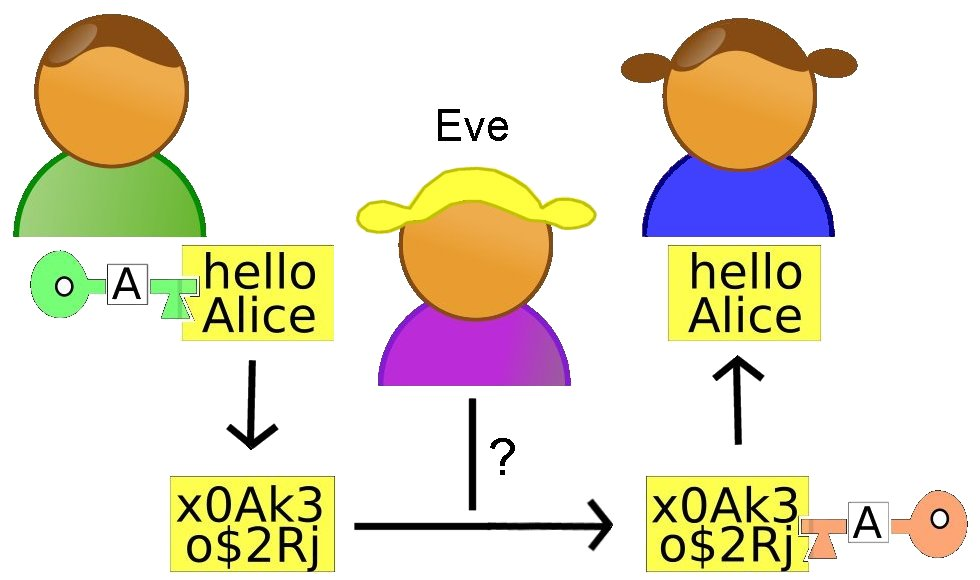 Eve
A
hello
Alice
hello
Alice
?
x0Ak3
o$2Rj
x0Ak3
o$2Rj
A